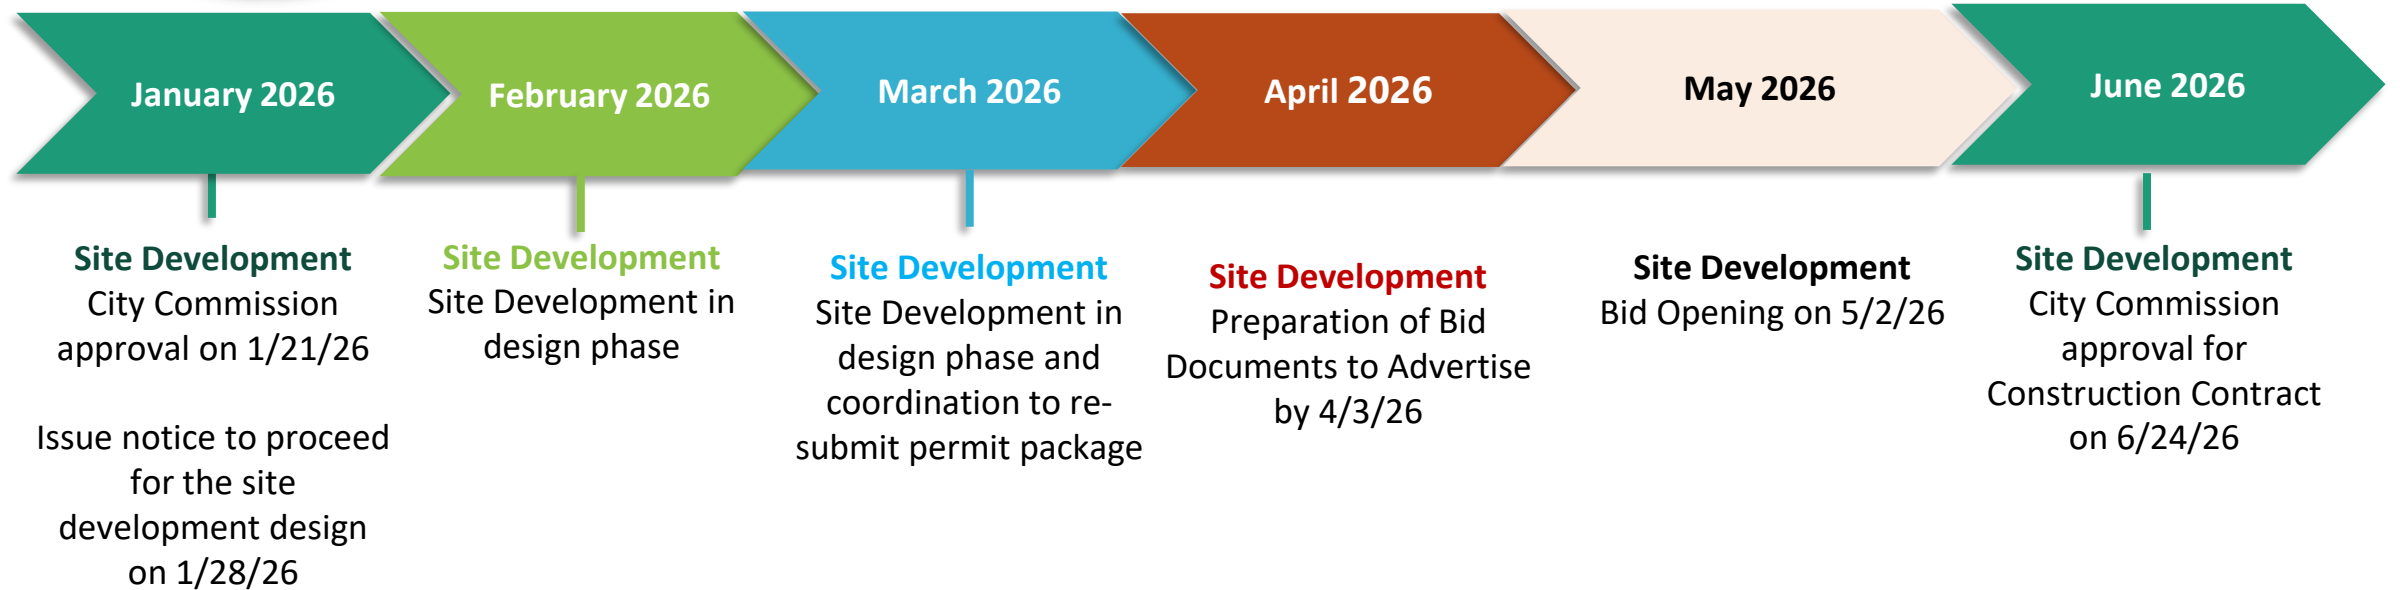 January 2026
February 2026
March 2026
April 2026
May 2026
June 2026
Site Development
City Commission
approval on 1/21/26
Issue notice to proceed
for the site
development design
on 1/28/26
Site Development
Site Development in
design phase
Site Development
Site Development in
design phase and
coordination to re-
submit permit package
Site Development
Preparation of Bid
Documents to Advertise
by 4/3/26
Site Development
Bid Opening on 5/2/26
Site Development
City Commission
approval for
Construction Contract
on 6/24/26